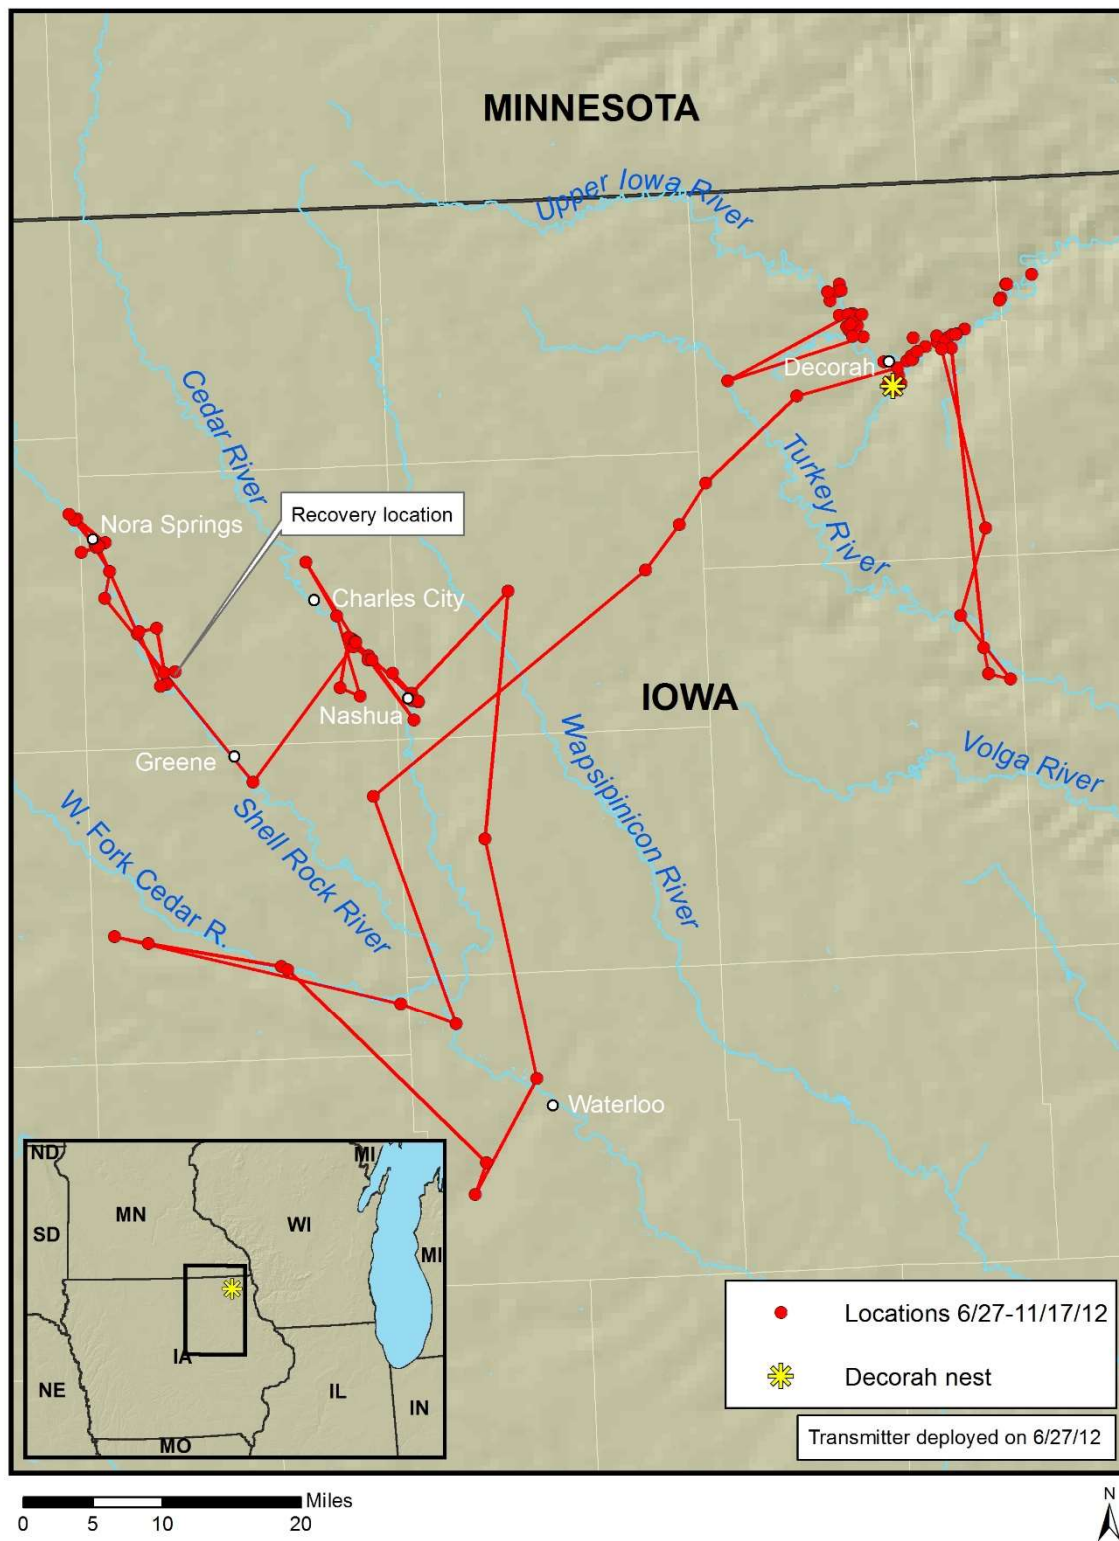 MINNESOTA
Upper Iowa River
Decorah
Cedar River
Turkey River
Nora Springs
Recovery location
Charles City
IOWA
Nashua
Greene
Wapsipinicon River
Volga River
W. Fork Cedar R.
Shell Rock River
Waterloo
ND
MI
MN
WI
SD
MI
IA
NE
IL
IN
MO
Locations 6/27-11/17/12
Decorah nest
Transmitter deployed on 6/27/12
Miles
0 5 10 20
N